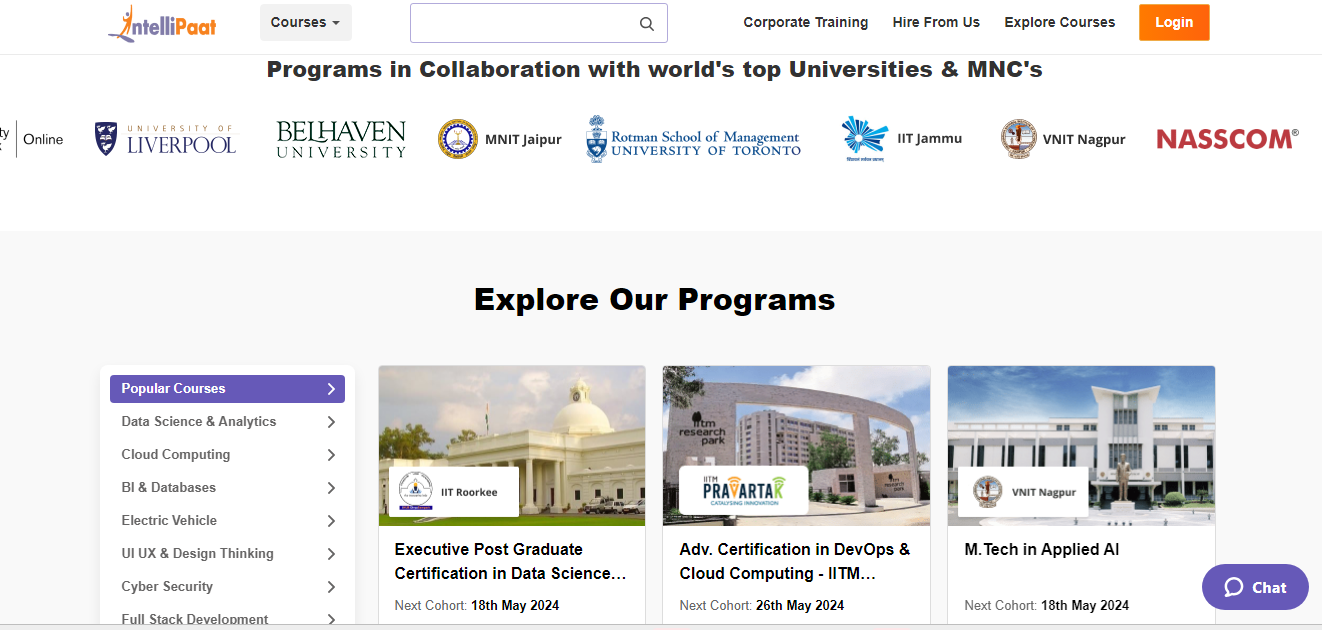 IntelliPaat
Courses
Corporate Training
Hire From Us
Explore Courses
Login
Programs in Collaboration with world's top Universities & MNC's
ty
Online
UNIVERSITY OF
LIVERPOOL
BELHAVEN
UNIVERSITY
MNIT Jaipur
Rotman School of Management
UNIVERSITY OF TORONTO
IIT Jammu
VNIT Nagpur
NASSCOM®
Explore Our Programs
Popular Courses
Data Science & Analytics
Cloud Computing
BI & Databases
Electric Vehicle
UI UX & Design Thinking
Cyber Security
Full Stack Development
IIT Roorkee
Executive Post Graduate
Certification in Data Science...
Next Cohort: 18th May 2024
iitm
research
park
IITM
PRAVARTAK
CATALYSING INNOVATION
Adv. Certification in DevOps &
Cloud Computing - IITM...
Next Cohort: 26th May 2024
VNIT Nagpur
M.Tech in Applied AI
Next Cohort: 18th May 2024
Chat